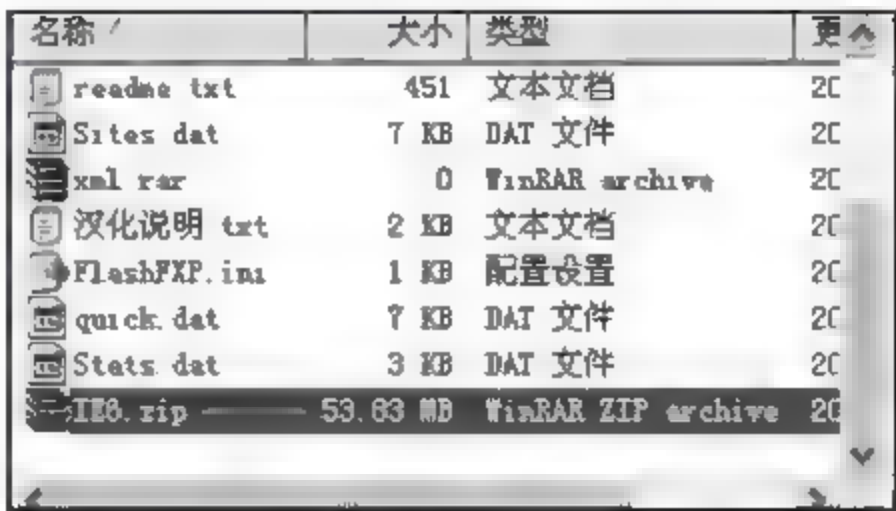 名称 大小 类型 更
readme txt 451 文本文档 20
Sites dat 7 KB DAT 文件 20
xml rar 0 WinRAR archive 20
汉化说明 txt 2 KB 文本文档 20
FlashFXP.ini 1 KB 配置设置 20
quick.dat 7 KB DAT 文件 20
Stats dat 3 KB DAT 文件 20
.zip MB WinRAR ZIP archive 20